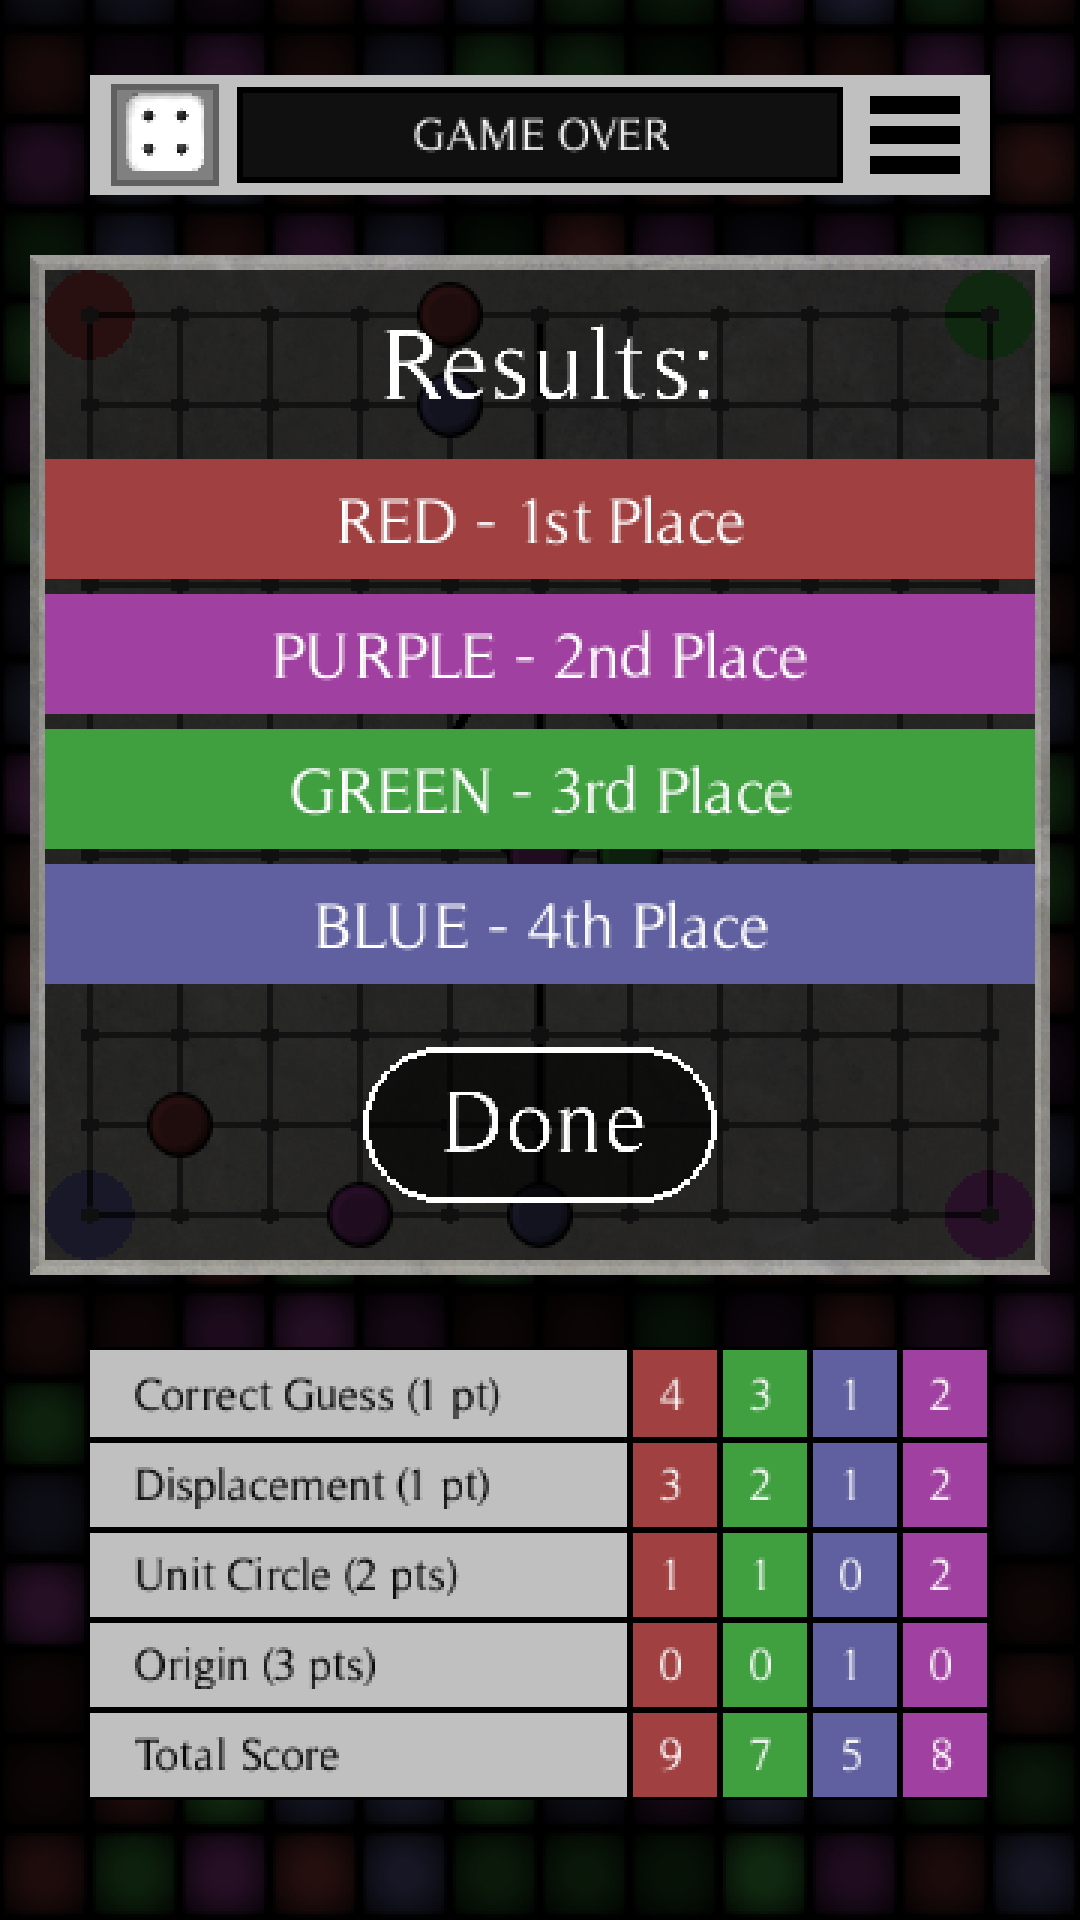 GAME OVER
Results:
RED - 1st Place
PURPLE - 2nd Place
GREEN - 3rd Place
BLUE - 4th Place
Done
Correct Guess (1 pt) 4 3 1 2
Displacement (1 pt) 3 2 1 2
Unit Circle (2 pts) 1 1 0 2
Origin (3 pts) 0 0 1 0
Total Score 9 7 5 8